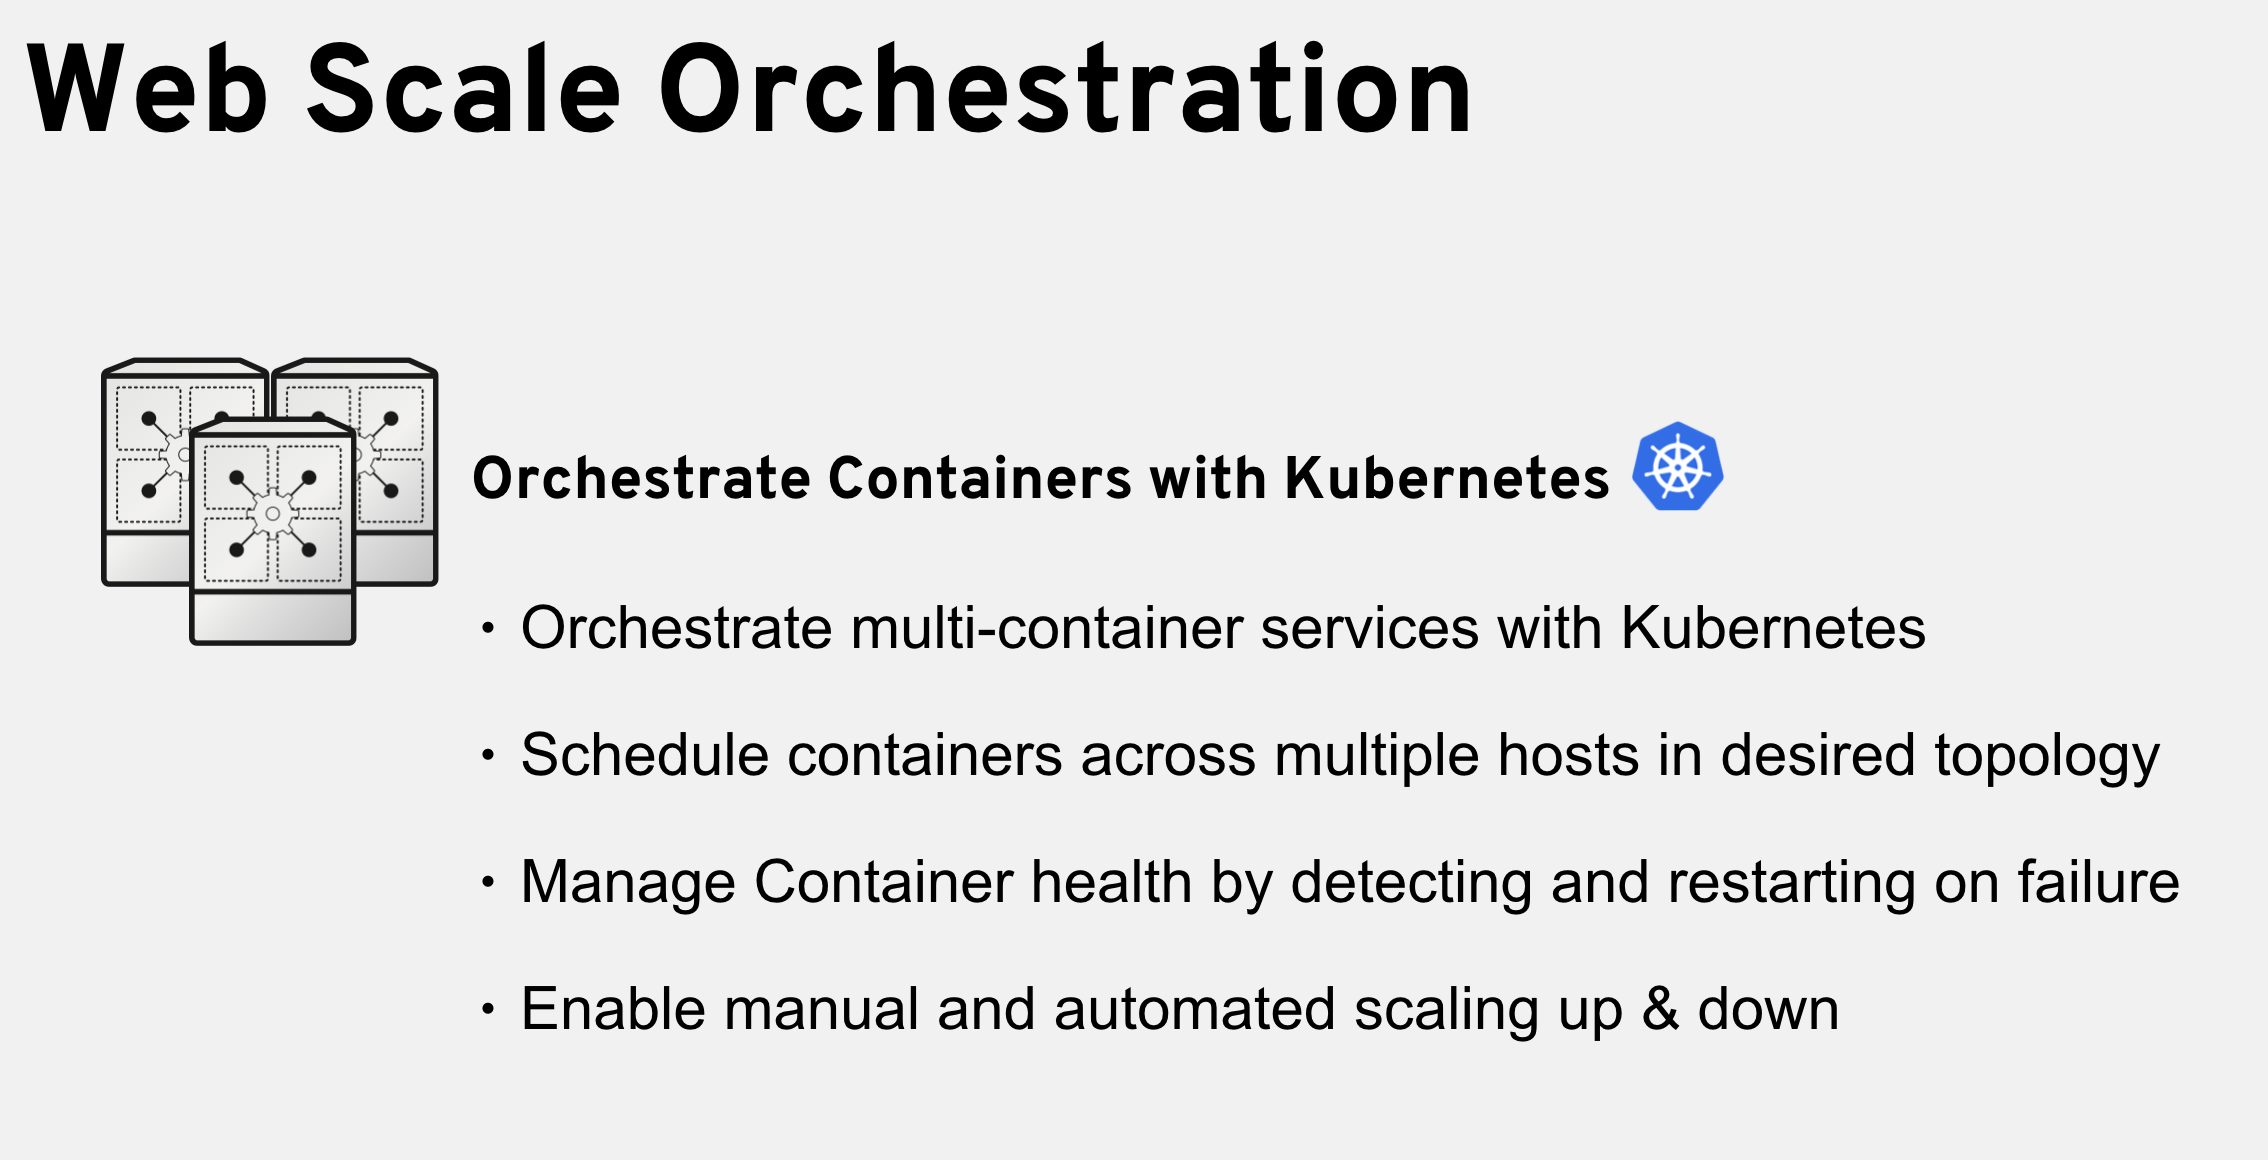 Web Scale Orchestration
Orchestrate Containers with Kubernetes
• Orchestrate multi-container services with Kubernetes
• Schedule containers across multiple hosts in desired topology
• Manage Container health by detecting and restarting on failure
• Enable manual and automated scaling up & down